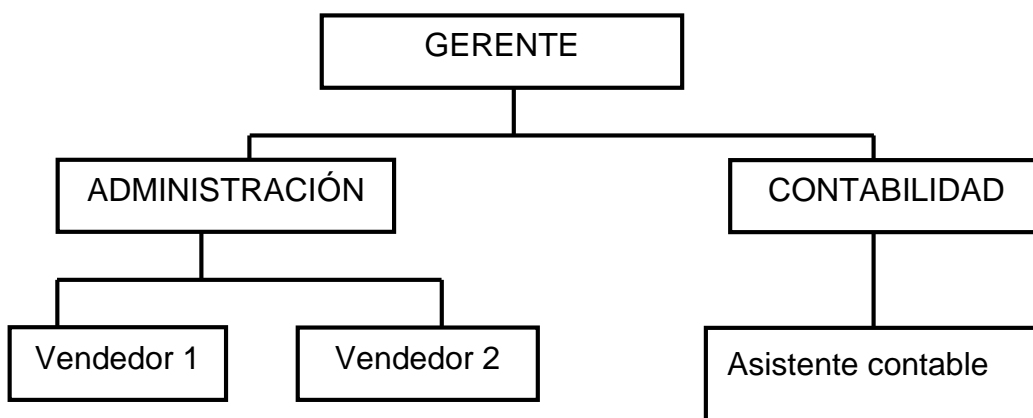 GERENTE
ADMINISTRACIÓN
CONTABILIDAD
Vendedor 1
Vendedor 2
Asistente contable